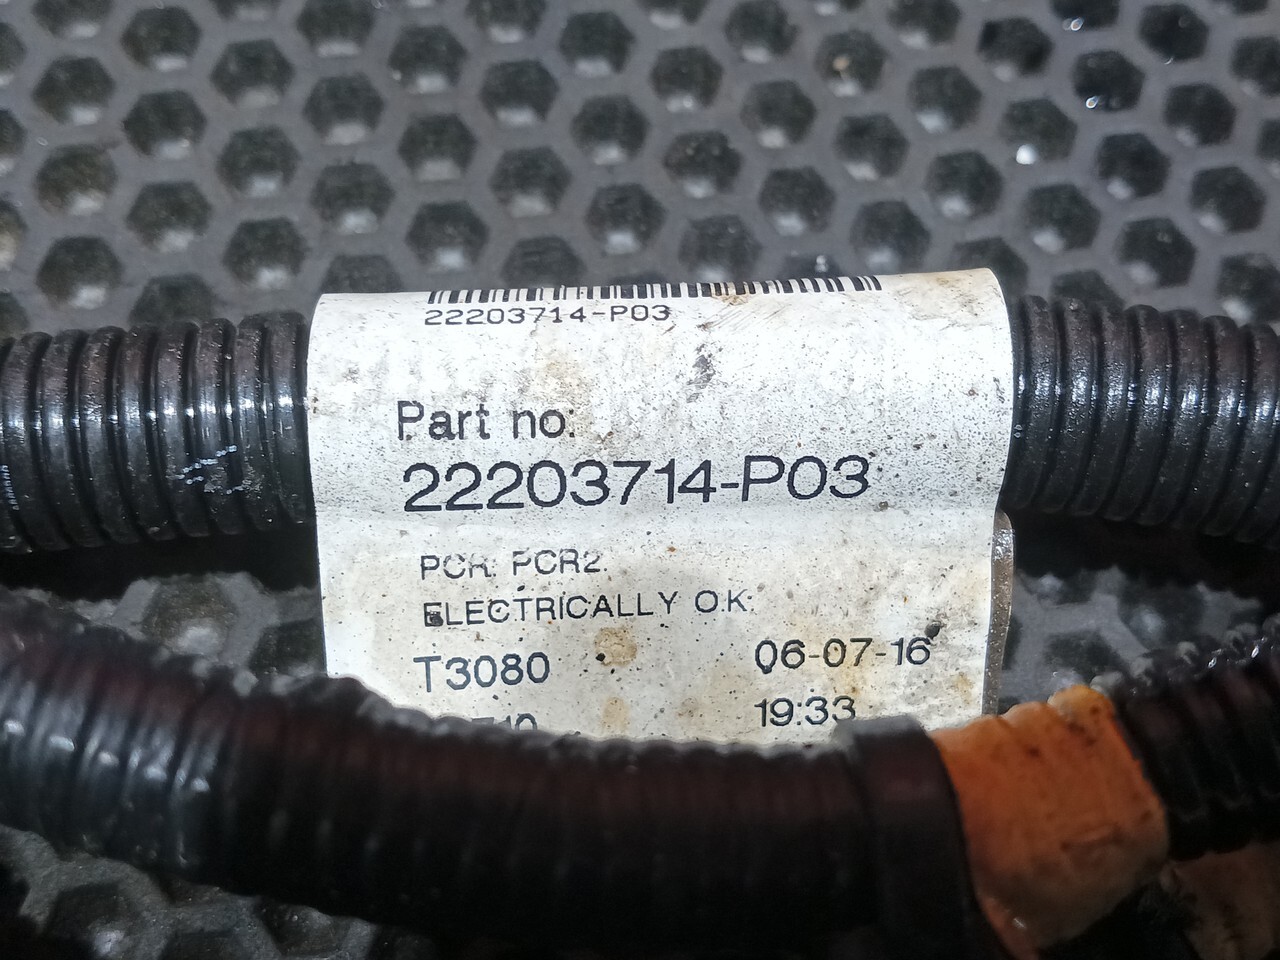 22203714-P03
Part no:
22203714-P03
PCR: PCR2:
ELECTRICALLY O.K:
T3080 06-07-16
19:33